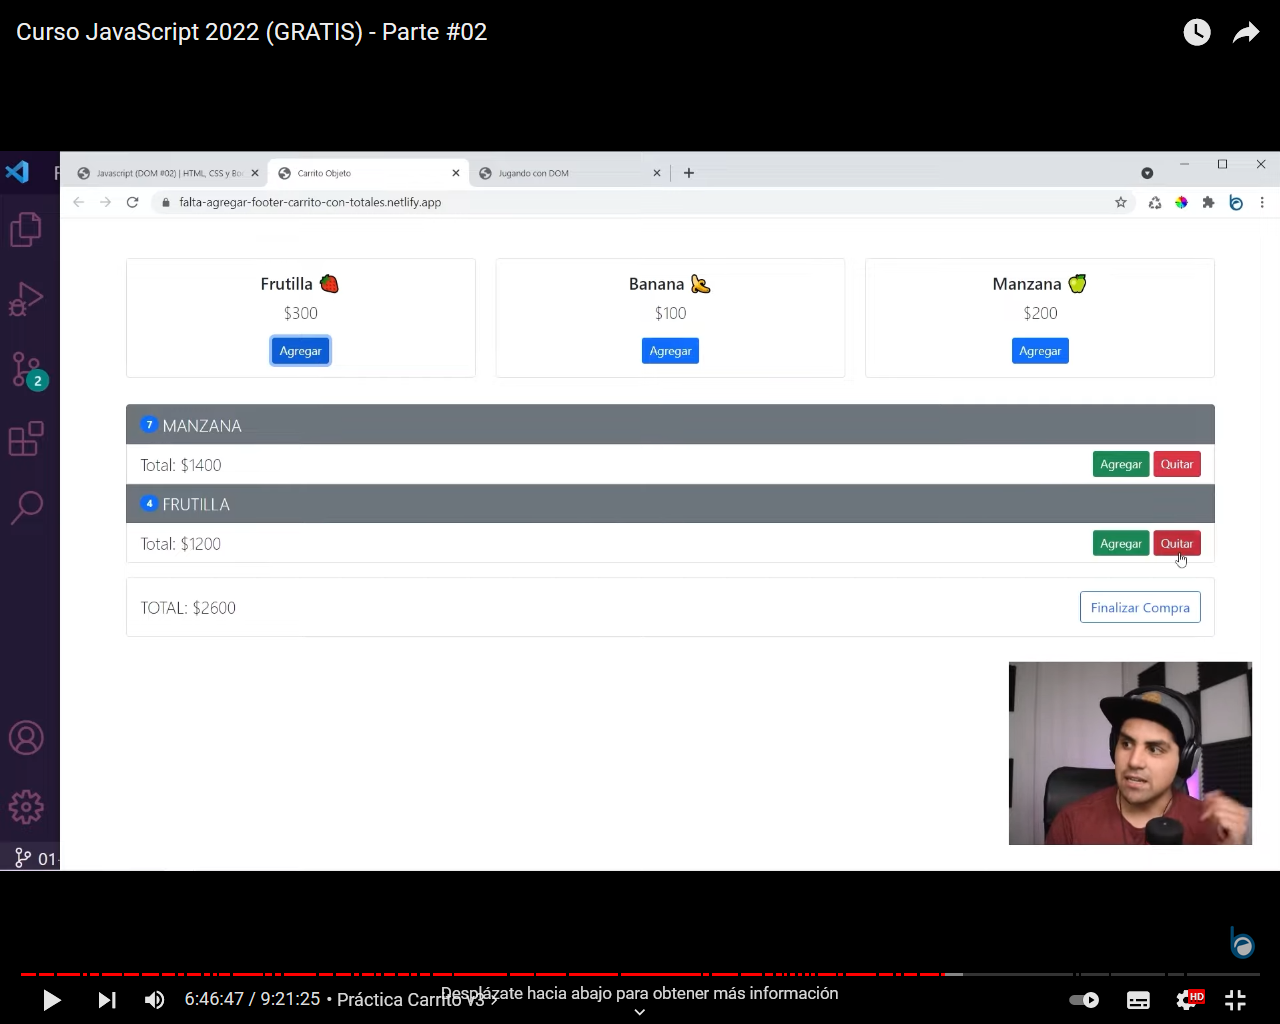 Curso JavaScript 2022 (GRATIS) - Parte #02
Javascript (DOM #02) | HTML, CSS y Bo
Carrito Objeto
Jugando con DOM
falta-agregar-footer-carrito-con-totales.netlify.app
Frutilla
$300
Agregar
Banana
$100
Agregar
Manzana
$200
Agregar
7 MANZANA
Total: $1400
Agregar
Quitar
4 FRUTILLA
Total: $1200
Agregar
Quitar
TOTAL: $2600
Finalizar Compra
2
01-
6:46:47 / 9:21:25 • Práctica Carrito v3
Desplázate hacia abajo para obtener más información
HD